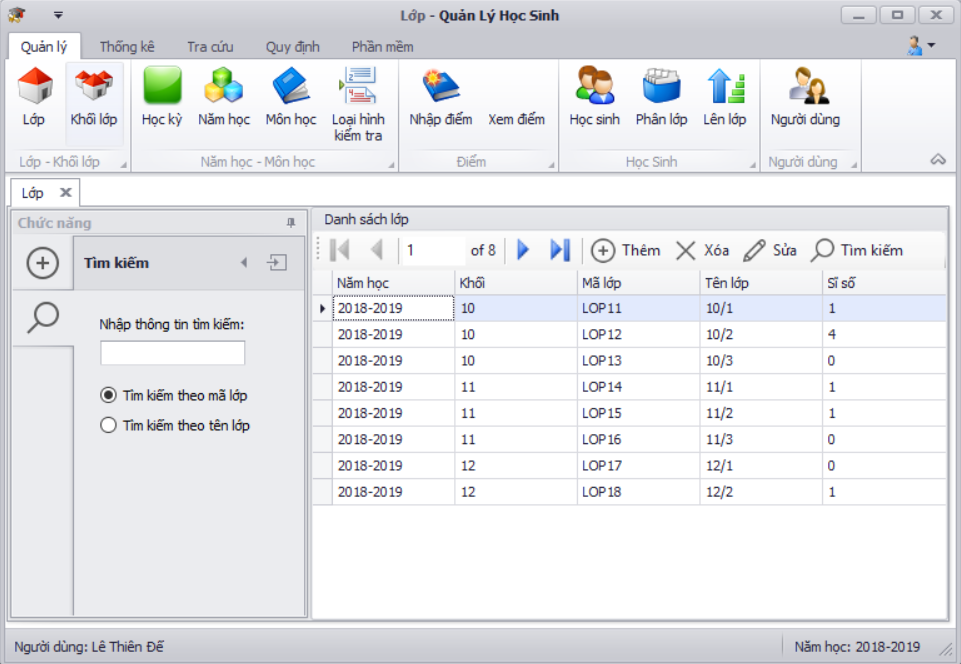 Lớp - Quản Lý Học Sinh
Quản lý Thống kê Tra cứu Quy định Phần mềm
Lớp Khối lớp Học kỳ Năm học Môn học Loại hình kiểm tra Nhập điểm Xem điểm Học sinh Phân lớp Lên lớp Người dùng
Lớp - Khối lớp Năm học - Môn học Điểm Học Sinh Người dùng
Lớp
Chức năng
Tìm kiếm
Nhập thông tin tìm kiếm:
Tìm kiếm theo mã lớp
Tìm kiếm theo tên lớp
Danh sách lớp
1 of 8 Thêm Xóa Sửa Tìm kiếm
Năm học Khối Mã lớp Tên lớp Sĩ số
2018-2019 10 LOP11 10/1 1
2018-2019 10 LOP12 10/2 4
2018-2019 10 LOP13 10/3 0
2018-2019 11 LOP14 11/1 1
2018-2019 11 LOP15 11/2 1
2018-2019 11 LOP16 11/3 0
2018-2019 12 LOP17 12/1 0
2018-2019 12 LOP18 12/2 1
Người dùng: Lê Thiên Đế Năm học: 2018-2019